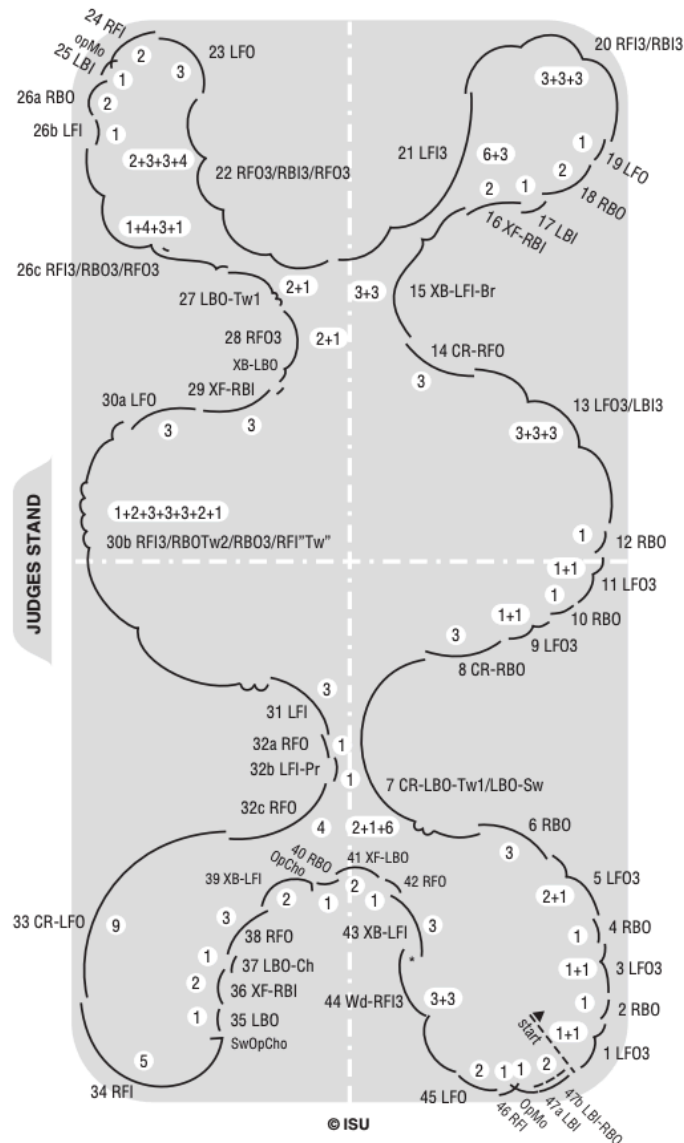 24 RFI
opMo
25 LBI
23 LFO
2
1
3
26a RBO
2
26b LFI
1
2+3+3+4
22 RFO3/RBI3/RFO3
1+4+3+1
26c RFI3/RBO3/RFO3
27 LBO-Tw1
2+1
28 RFO3
2+1
XB-LBO
29 XF-RBI
30a LFO
3
3
1+2+3+3+3+2+1
30b RFI3/RBOTw2/RBO3/RFI"Tw"
JUDGES STAND
20 RFI3/RBI3
3+3+3
21 LFI3
6+3
1
19 LFO
2
18 RBO
1
17 LBI
2
16 XF-RBI
3+3
15 XB-LFI-Br
14 CR-RFO
3
13 LFO3/LBI3
3+3+3
1
12 RBO
1+1
11 LFO3
1
10 RBO
1+1
9 LFO3
3
8 CR-RBO
3
31 LFI
32a RFO
1
32b LFI-Pr
1
7 CR-LBO-Tw1/LBO-Sw
32c RFO
4
2+1+6
6 RBO
3
5 LFO3
2+1
4 RBO
1
3 LFO3
1+1
2 RBO
1
1+1
1 LFO3
start
33 CR-LFO
9
5
34 RFI
SwOpCho
35 LBO
1
36 XF-RBI
2
37 LBO-Ch
1
38 RFO
3
39 XB-LFI
2
OpCho
40 RBO
1
41 XF-LBO
2
42 RFO
1
43 XB-LFI
3
*
44 Wd-RFI3
3+3
45 LFO
2
46 RFI
1
OpMo
47a LBI
1
47b LBI-RBO
2
© ISU